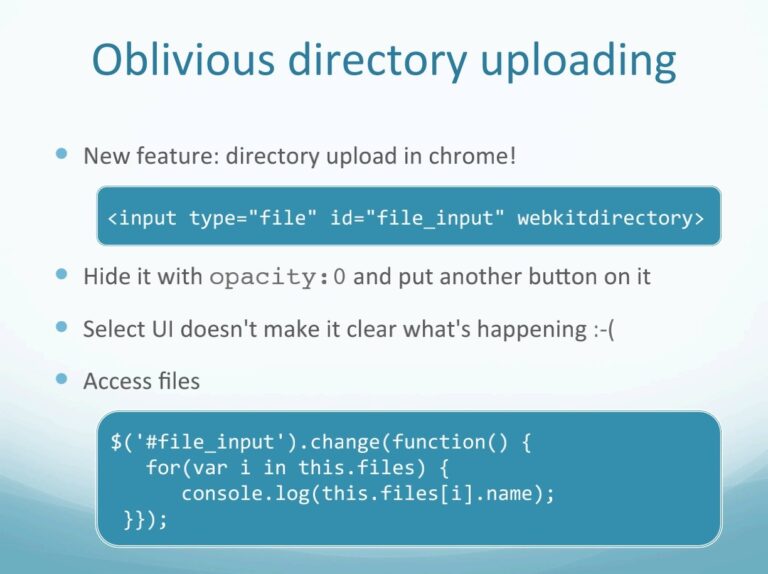 Oblivious directory uploading
New feature: directory upload in chrome!
<input type="file" id="file_input" webkitdirectory>
Hide it with opacity:0 and put another button on it
Select UI doesn't make it clear what's happening :-(
Access files
$('#file_input').change(function() {
for(var i in this.files) {
console.log(this.files[i].name);
}});